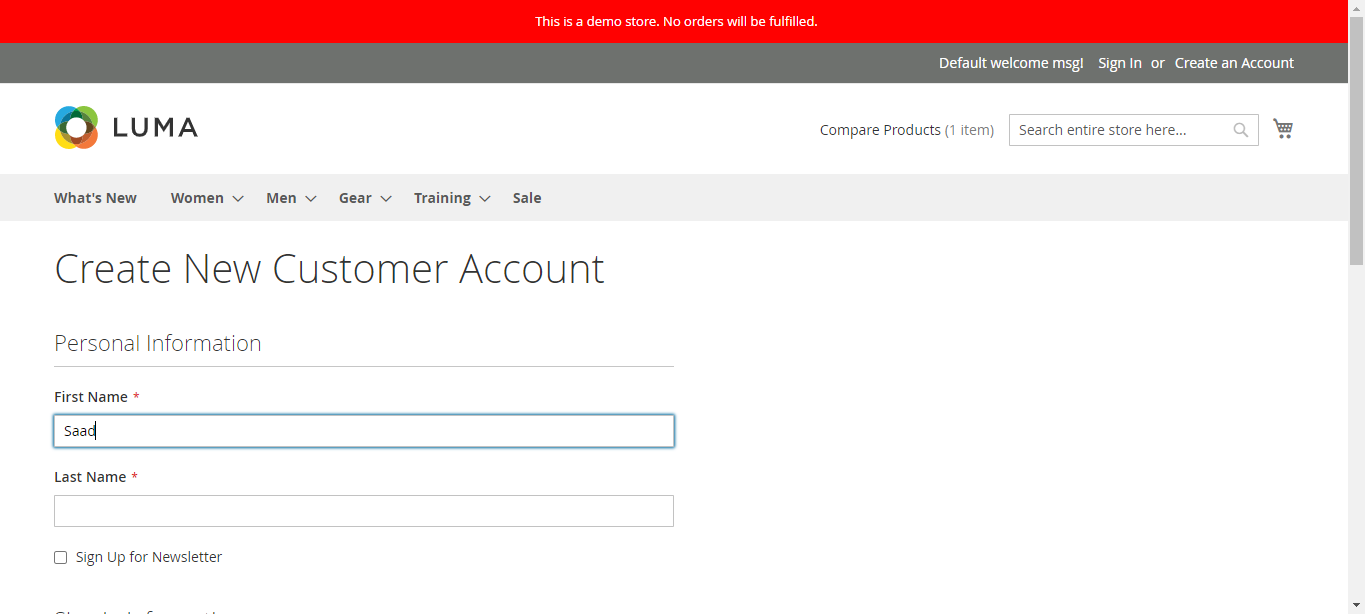 This is a demo store. No orders will be fulfilled.
Default welcome msg! Sign In or Create an Account
LUMA
Compare Products (1 item) Search entire store here...
What's New Women Men Gear Training Sale
Create New Customer Account
Personal Information
First Name *
Saad
Last Name *
Sign Up for Newsletter